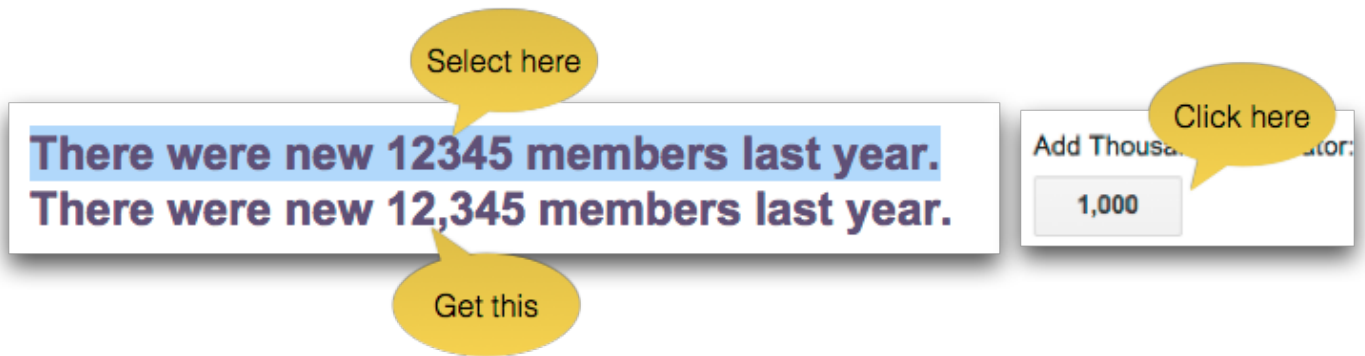 Select here
Click here
There were new 12345 members last year.
There were new 12,345 members last year.
Get this
Add
1,000